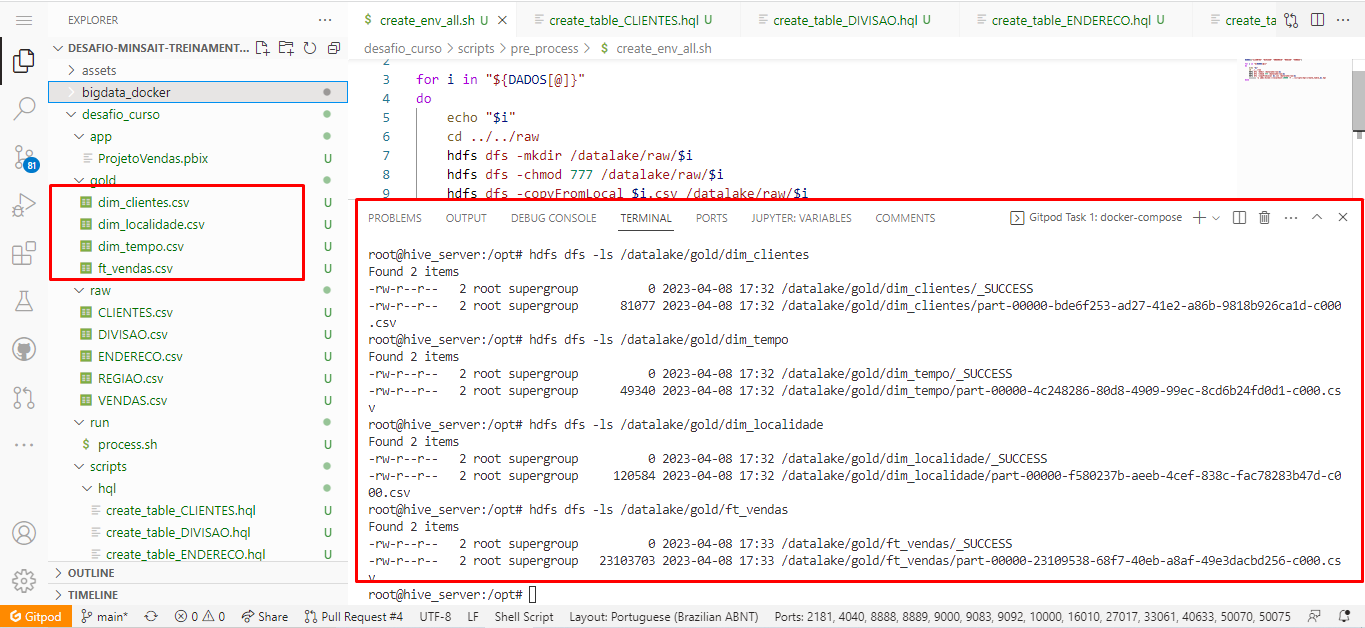 EXPLORER
DESAFIO-MINSAIT-TREINAMENT...
assets
bigdata_docker
desafio_curso
app
ProjetoVendas.pbix U
gold
dim_clientes.csv U
dim_localidade.csv U
dim_tempo.csv U
ft_vendas.csv U
raw
CLIENTES.csv U
DIVISAO.csv U
ENDERECO.csv U
REGIAO.csv U
VENDAS.csv U
run
$ process.sh U
scripts
hql
create_table_CLIENTES.hql U
create_table_DIVISAO.hql U
create_table_ENDERECO.hql U
OUTLINE
TIMELINE
81
$ create_env_all.sh U
create_table_CLIENTES.hql U
create_table_DIVISAO.hql U
create_table_ENDERECO.hql U
create_ta
desafio_curso > scripts > pre_process > $ create_env_all.sh
2
3 for i in "${DADOS[@]}"
4 do
5 echo "$i"
6 cd ../../raw
7 hdfs dfs -mkdir /datalake/raw/$i
8 hdfs dfs -chmod 777 /datalake/raw/$i
9 hdfs dfs -copyFromLocal $i.csv /datalake/raw/$i
PROBLEMS OUTPUT DEBUG CONSOLE TERMINAL PORTS JUPYTER: VARIABLES COMMENTS
Gitpod Task 1: docker-compose
root@hive_server:/opt# hdfs dfs -ls /datalake/gold/dim_clientes
Found 2 items
-rw-r--r-- 2 root supergroup 0 2023-04-08 17:32 /datalake/gold/dim_clientes/_SUCCESS
-rw-r--r-- 2 root supergroup 81077 2023-04-08 17:32 /datalake/gold/dim_clientes/part-00000-bde6f253-ad27-41e2-a86b-9818b926ca1d-c000
.csv
root@hive_server:/opt# hdfs dfs -ls /datalake/gold/dim_tempo
Found 2 items
-rw-r--r-- 2 root supergroup 0 2023-04-08 17:32 /datalake/gold/dim_tempo/_SUCCESS
-rw-r--r-- 2 root supergroup 49340 2023-04-08 17:32 /datalake/gold/dim_tempo/part-00000-4c248286-80d8-4909-99ec-8cd6b24fd0d1-c000.cs
v
root@hive_server:/opt# hdfs dfs -ls /datalake/gold/dim_localidade
Found 2 items
-rw-r--r-- 2 root supergroup 0 2023-04-08 17:32 /datalake/gold/dim_localidade/_SUCCESS
-rw-r--r-- 2 root supergroup 120584 2023-04-08 17:32 /datalake/gold/dim_localidade/part-00000-f580237b-aeeb-4cef-838c-fac78283b47d-c0
00.csv
root@hive_server:/opt# hdfs dfs -ls /datalake/gold/ft_vendas
Found 2 items
-rw-r--r-- 2 root supergroup 0 2023-04-08 17:33 /datalake/gold/ft_vendas/_SUCCESS
-rw-r--r-- 2 root supergroup 23103703 2023-04-08 17:33 /datalake/gold/ft_vendas/part-00000-23109538-68f7-40eb-a8af-49e3dacbd256-c000.cs
v
root@hive_server:/opt#
Gitpod main* 0 0 Share Pull Request #4 UTF-8 LF Shell Script Layout: Portuguese (Brazilian ABNT) Ports: 2181, 4040, 8888, 8889, 9000, 9083, 9092, 10000, 16010, 27017, 33061, 40633, 50070, 50075